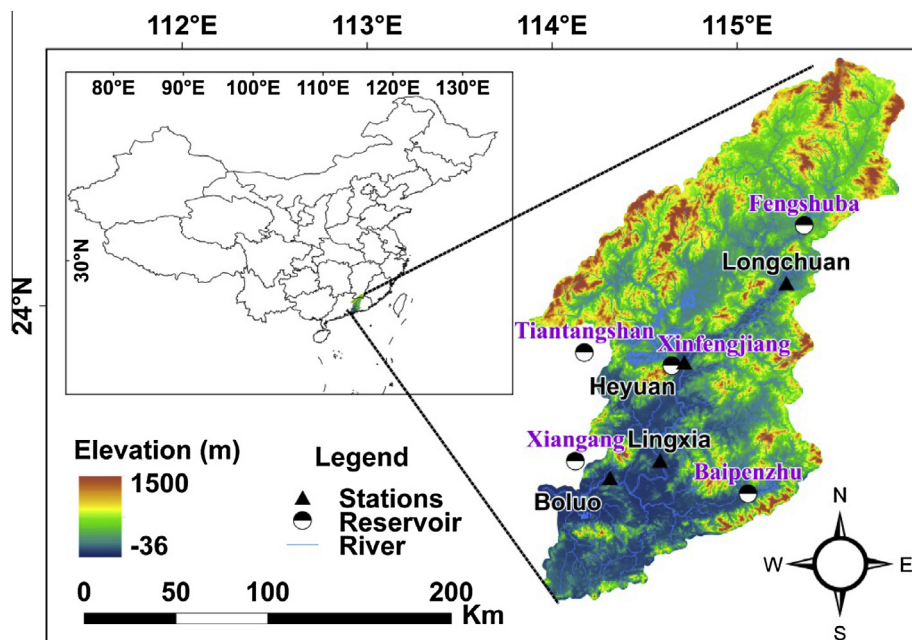 112°E 113°E 114°E 115°E
80°E 90°E 100°E 110°E 120°E 130°E
30°N
24°N
Fengshuba
Longchuan
Tiantangshan
Xinfengjiang
Heyuan
Xiangang
Lingxia
Baipenzhu
Boluo
Elevation (m)
1500
-36
Legend
Stations
Reservoir
River
0 50 100 200
Km
N
W E
S